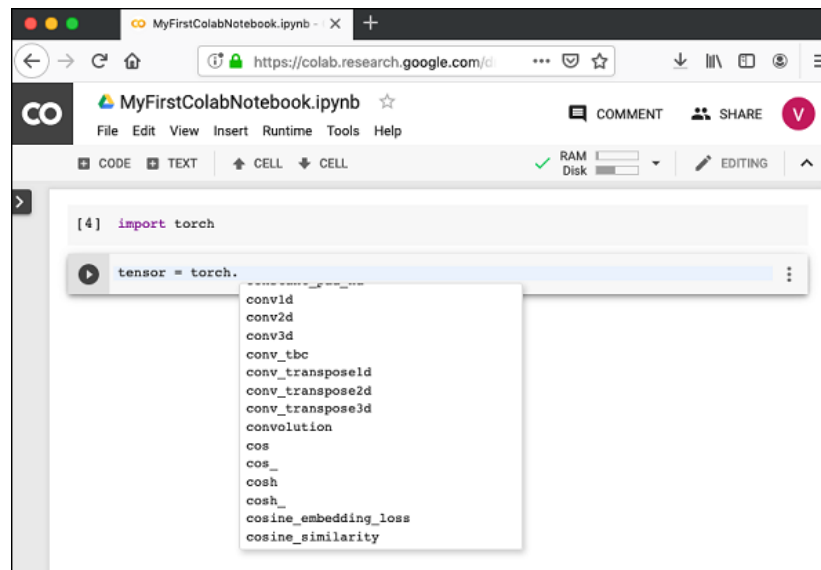 MyFirstColabNotebook.ipynb -
https://colab.research.google.com/d
CO
MyFirstColabNotebook.ipynb
COMMENT
SHARE
V
File Edit View Insert Runtime Tools Help
CODE TEXT CELL CELL
RAM
Disk
EDITING
[4] import torch
tensor = torch.
conv1d
conv2d
conv3d
conv_tbc
conv_transpose1d
conv_transpose2d
conv_transpose3d
convolution
cos
cos_
cosh
cosh_
cosine_embedding_loss
cosine_similarity